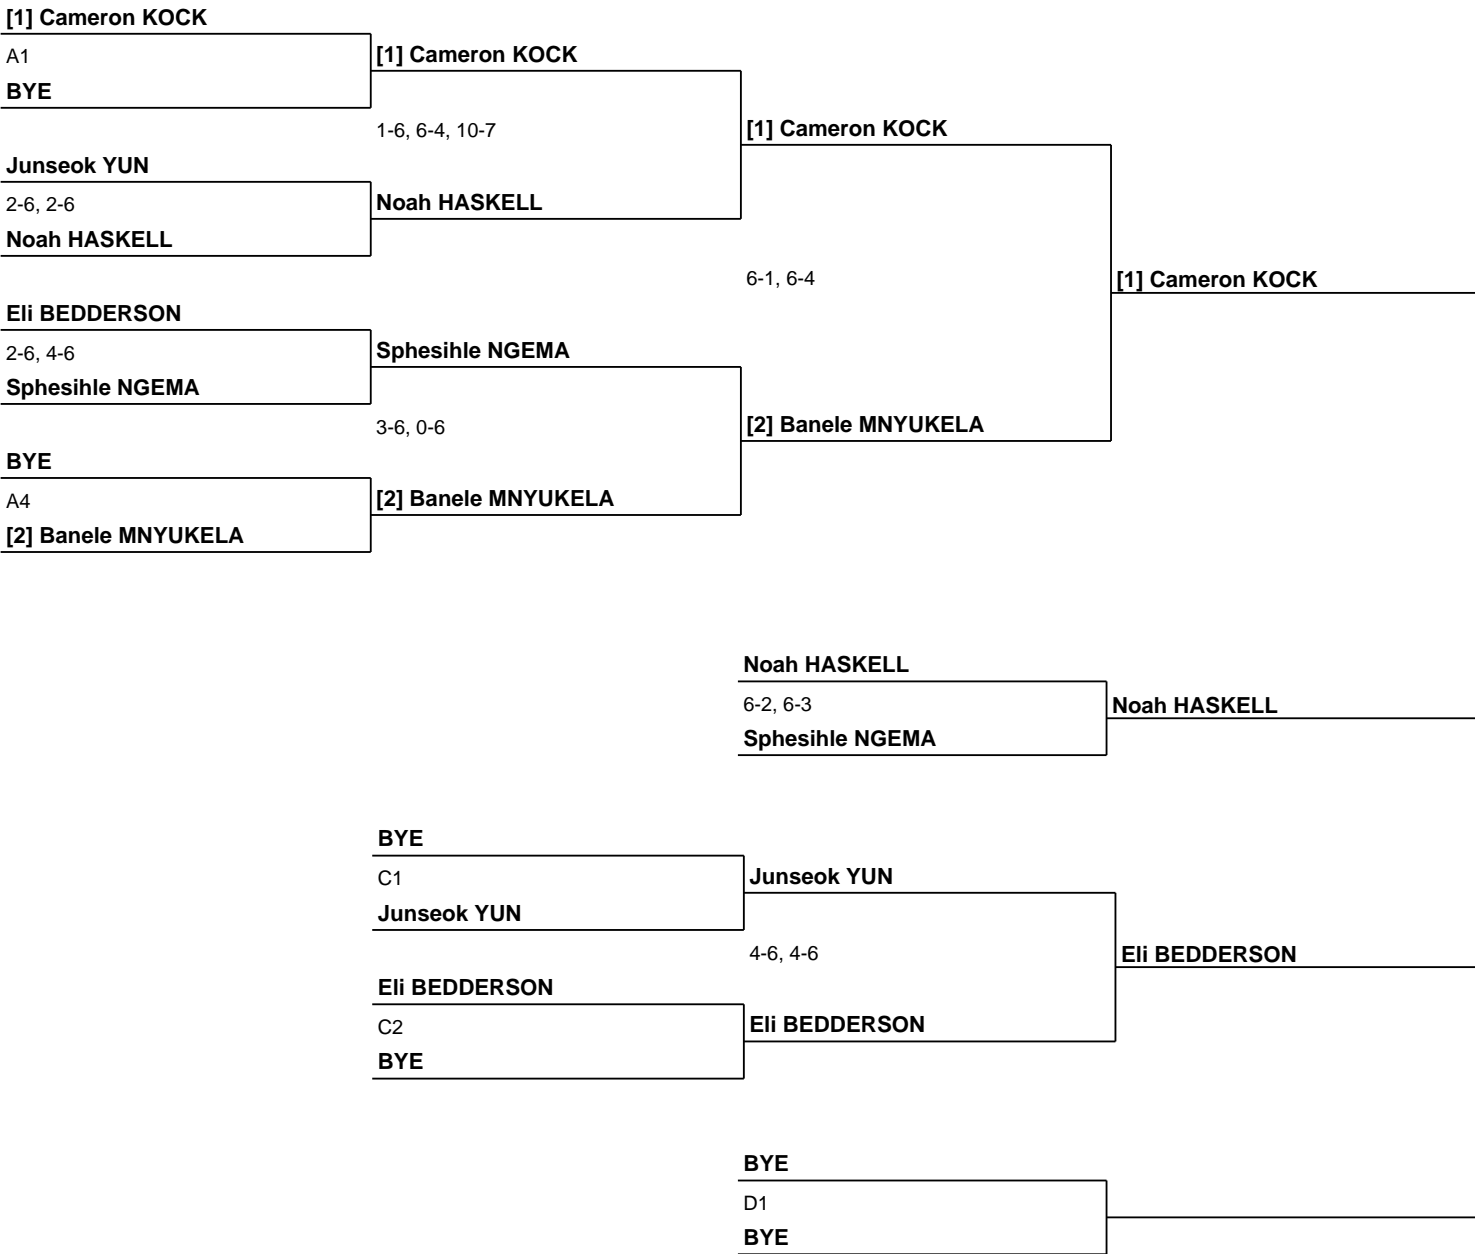 [1] Cameron KOCK
A1
[1] Cameron KOCK
BYE
1-6, 6-4, 10-7
[1] Cameron KOCK
Junseok YUN
2-6, 2-6
Noah HASKELL
Noah HASKELL
6-1, 6-4
[1] Cameron KOCK
Eli BEDDERSON
2-6, 4-6
Sphesihle NGEMA
Sphesihle NGEMA
3-6, 0-6
[2] Banele MNYUKELA
BYE
A4
[2] Banele MNYUKELA
[2] Banele MNYUKELA
Noah HASKELL
6-2, 6-3
Noah HASKELL
Sphesihle NGEMA
BYE
C1
Junseok YUN
Junseok YUN
4-6, 4-6
Eli BEDDERSON
Eli BEDDERSON
C2
Eli BEDDERSON
BYE
BYE
D1
BYE